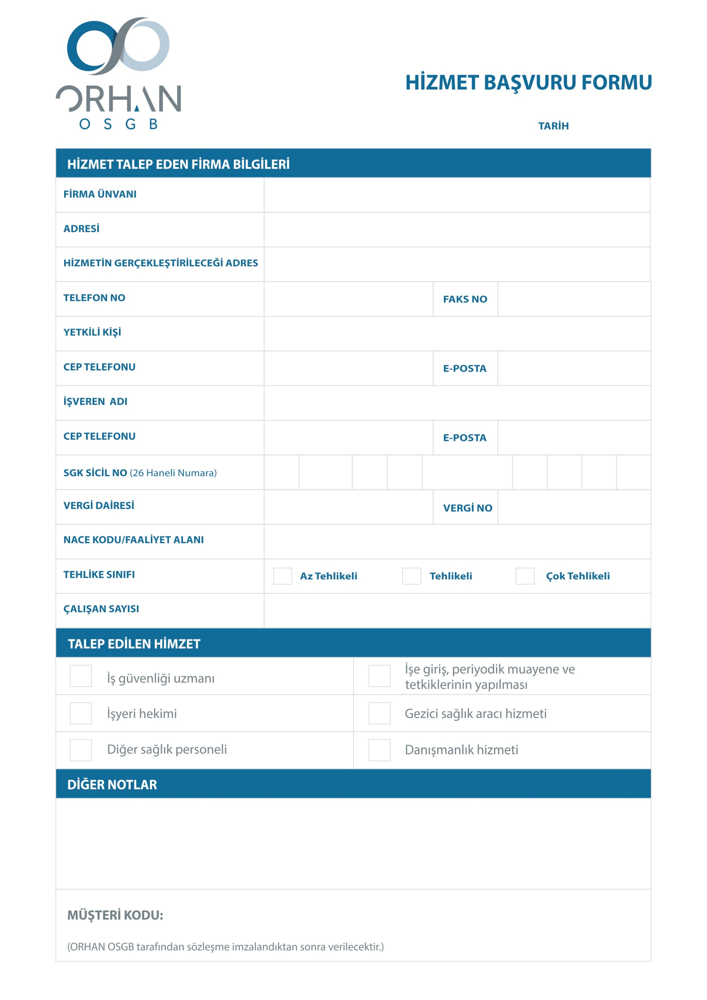 ORHAN
OSGB
HİZMET BAŞVURU FORMU
TARİH
HİZMET TALEP EDEN FİRMA BİLGİLERİ
FİRMA ÜNVANI
ADRESİ
HİZMETİN GERÇEKLEŞTİRİLECEĞİ ADRES
TELEFON NO FAKS NO
YETKİLİ KİŞİ
CEP TELEFONU E-POSTA
İŞVEREN ADI
CEP TELEFONU E-POSTA
SGK SİCİL NO (26 Haneli Numara)
VERGİ DAİRESİ VERGİ NO
NACE KODU/FAALİYET ALANI
TEHLİKE SINIFI Az Tehlikeli Tehlikeli Çok Tehlikeli
ÇALIŞAN SAYISI
TALEP EDİLEN HİMZET
İş güvenliği uzmanı
İşe giriş, periyodik muayene ve
tetkiklerinin yapılması
İşyeri hekimi Gezici sağlık aracı hizmeti
Diğer sağlık personeli Danışmanlık hizmeti
DİĞER NOTLAR
MÜŞTERİ KODU:
(ORHAN OSGB tarafından sözleşme imzalandıktan sonra verilecektir.)